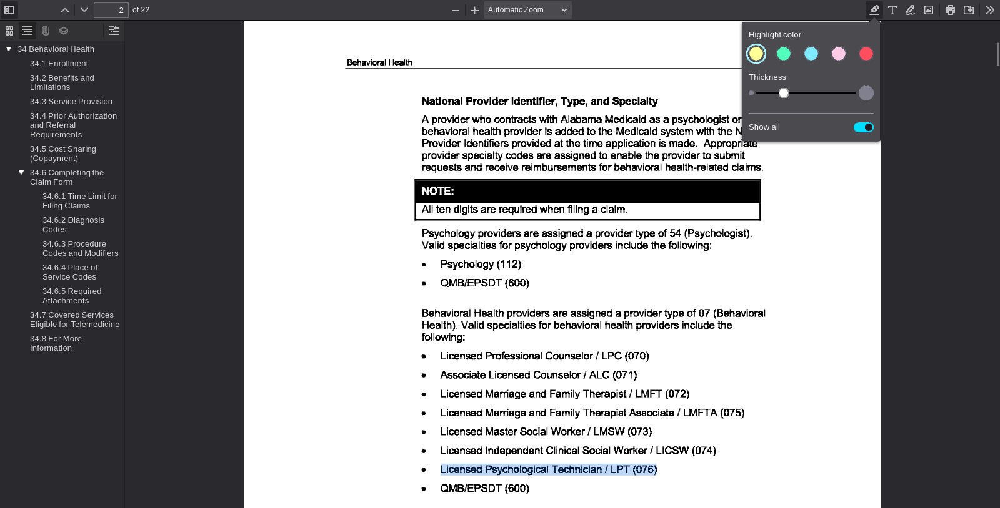 2 of 22
Automatic Zoom
34 Behavioral Health
34.1 Enrollment
34.2 Benefits and
Limitations
34.3 Service Provision
34.4 Prior Authorization
and Referral
Requirements
34.5 Cost Sharing
(Copayment)
34.6 Completing the
Claim Form
34.6.1 Time Limit for
Filing Claims
34.6.2 Diagnosis
Codes
34.6.3 Procedure
Codes and Modifiers
34.6.4 Place of
Service Codes
34.6.5 Required
Attachments
34.7 Covered Services
Eligible for Telemedicine
34.8 For More
Information
Behavioral Health
National Provider Identifier, Type, and Specialty
A provider who contracts with Alabama Medicaid as a psychologist or
behavioral health provider is added to the Medicaid system with the N
Provider Identifiers provided at the time application is made. Appropriate
provider specialty codes are assigned to enable the provider to submit
requests and receive reimbursements for behavioral health-related claims.
NOTE:
All ten digits are required when filing a claim.
Psychology providers are assigned a provider type of 54 (Psychologist).
Valid specialties for psychology providers include the following:
• Psychology (112)
• QMB/EPSDT (600)
Behavioral Health providers are assigned a provider type of 07 (Behavioral
Health). Valid specialties for behavioral health providers include the
following:
• Licensed Professional Counselor / LPC (070)
• Associate Licensed Counselor / ALC (071)
• Licensed Marriage and Family Therapist / LMFT (072)
• Licensed Marriage and Family Therapist Associate / LMFTA (075)
• Licensed Master Social Worker / LMSW (073)
• Licensed Independent Clinical Social Worker / LICSW (074)
• Licensed Psychological Technician / LPT (076)
• QMB/EPSDT (600)
Highlight color
Thickness
Show all